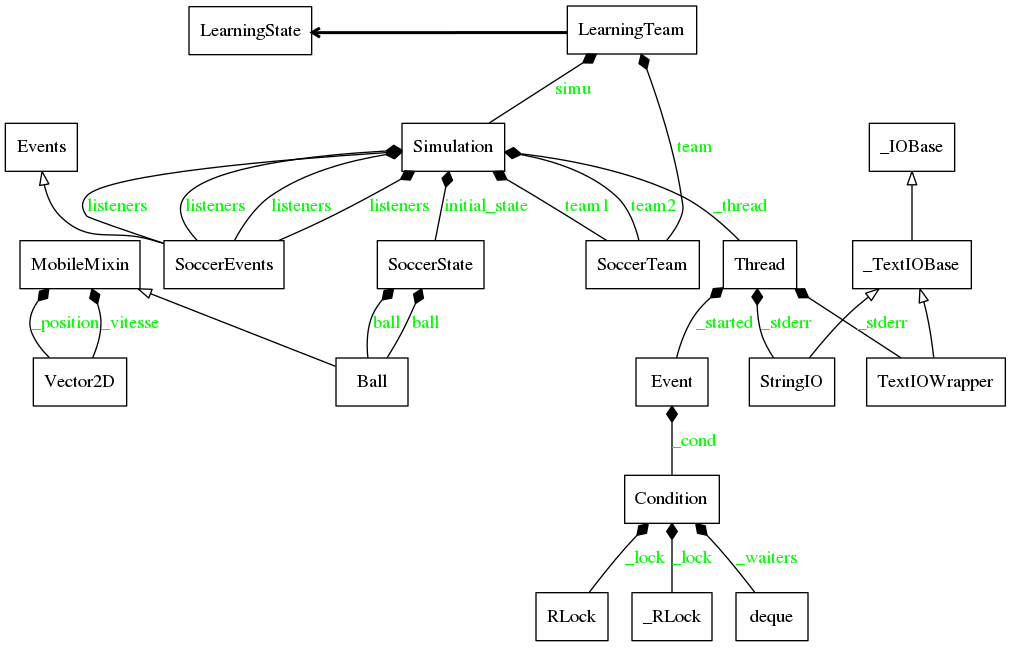 LearningState
LearningTeam
simu
Events
Simulation
team
_IOBase
listeners
listeners
listeners
listeners
initial_state
team1
team2
_thread
MobileMixin
SoccerEvents
SoccerState
SoccerTeam
Thread
_TextIOBase
_position
_vitesse
ball
ball
_started
_stderr
_stderr
Vector2D
Ball
Event
StringIO
TextIOWrapper
_cond
Condition
_lock
_lock
_waiters
RLock
_RLock
deque